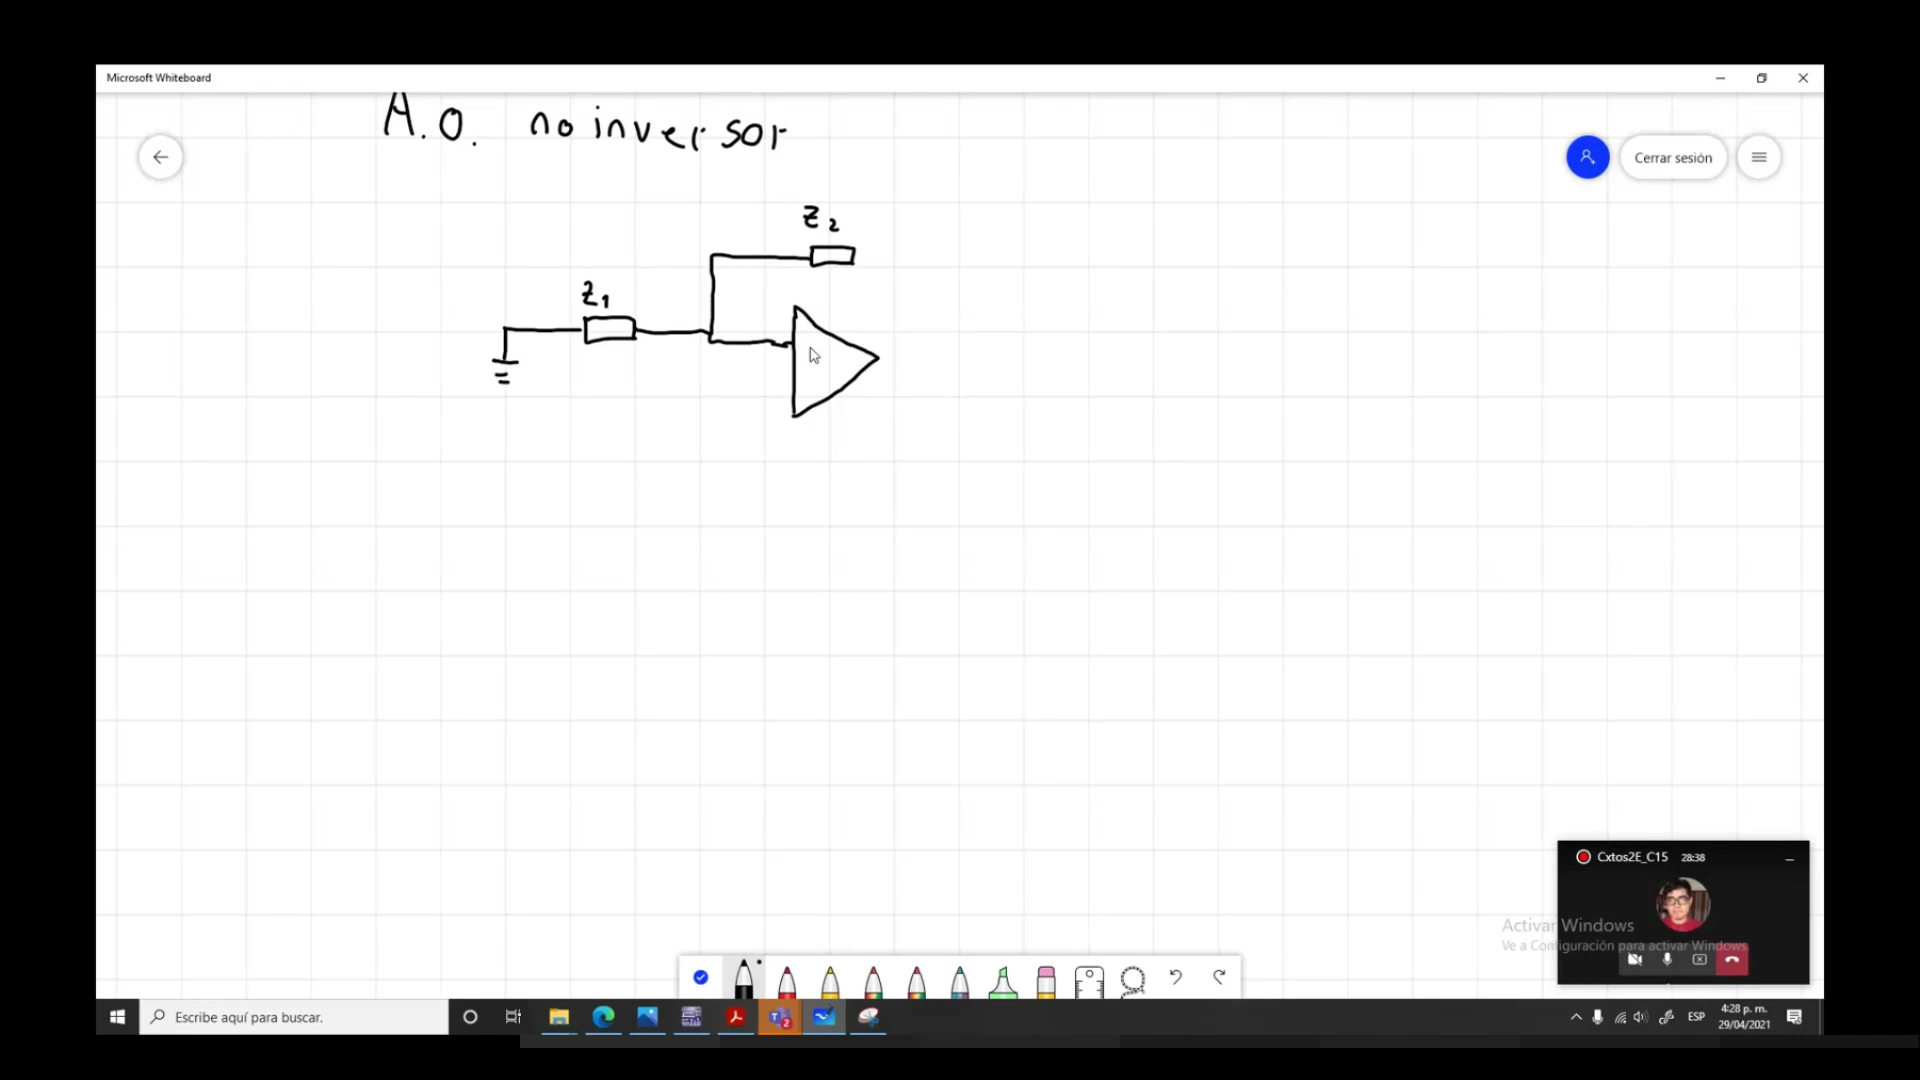 Microsoft Whiteboard
A.O. no inversor
Cerrar sesión
Z2
Z1
Cxtos2E_C15 28:38
Activar Windows
Ve a Configuración para activar Windows.
Escribe aquí para buscar.
2
ESP
4:28 p. m.
29/04/2021